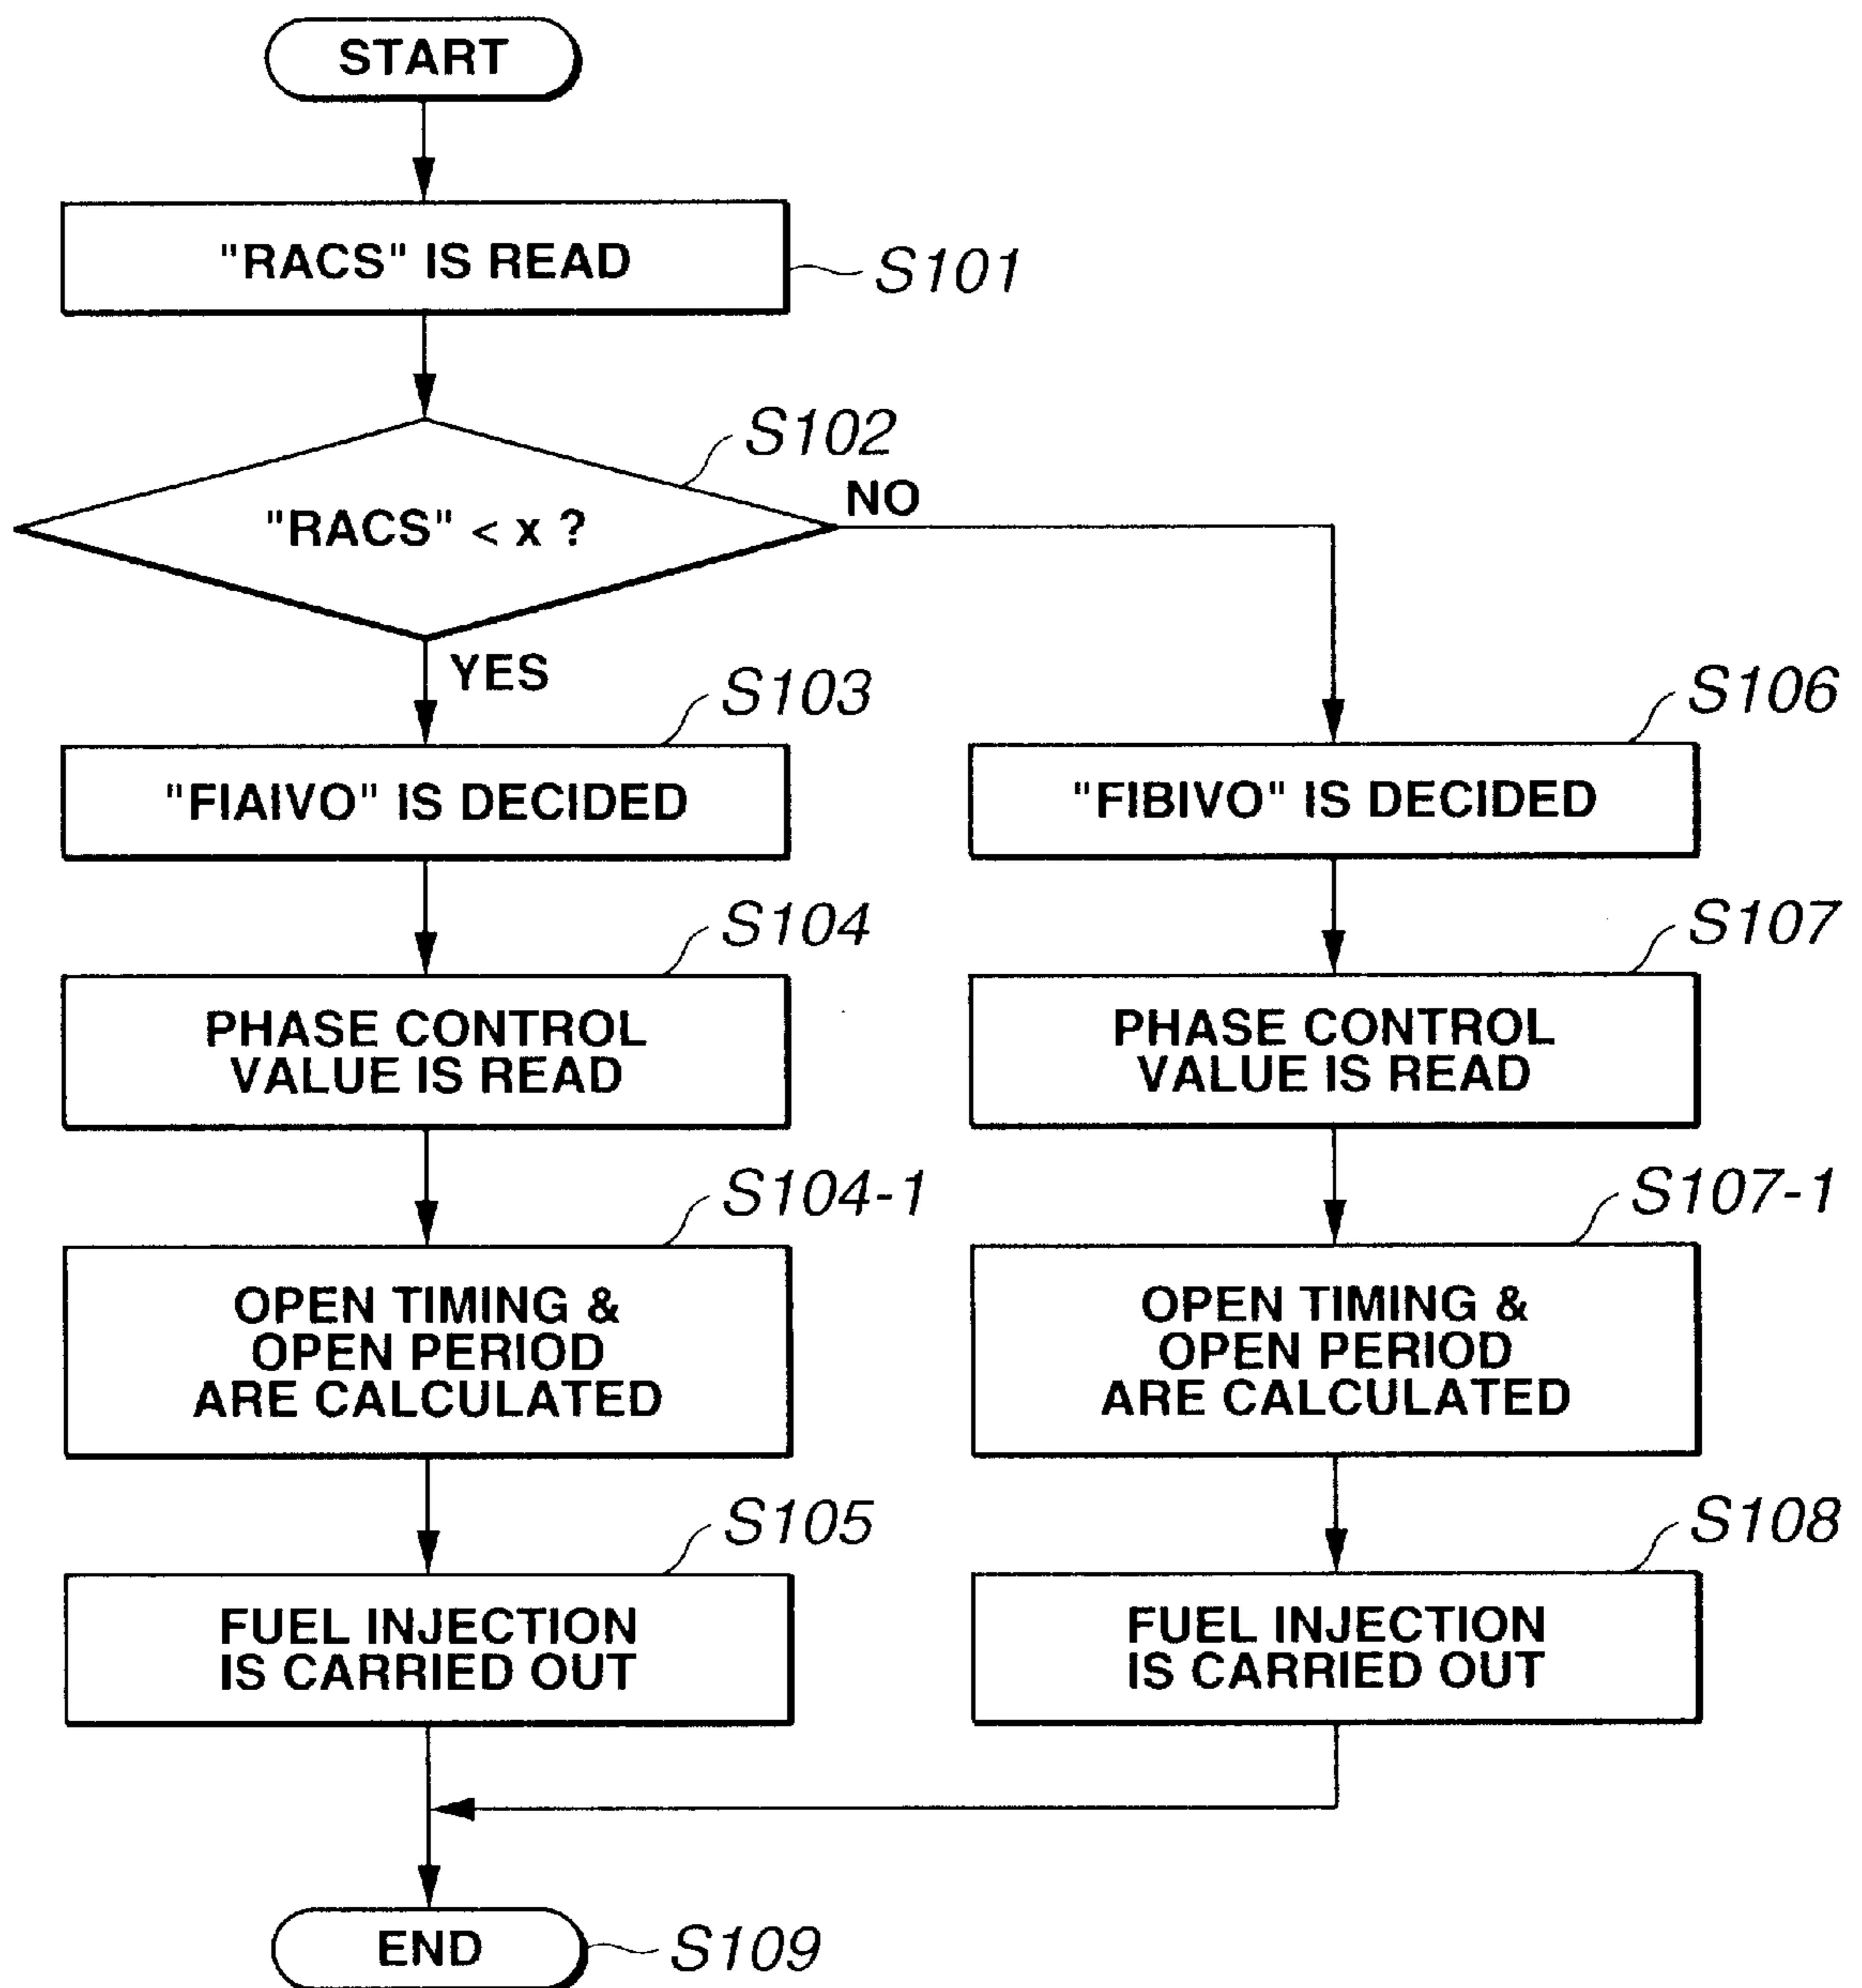 START
"RACS" IS READ
S101
S102
"RACS" < x ?
NO
YES
S103
S106
"FIAIVO" IS DECIDED
"FIBIVO" IS DECIDED
S104
S107
PHASE CONTROL
VALUE IS READ
PHASE CONTROL
VALUE IS READ
S104-1
S107-1
OPEN TIMING &
OPEN PERIOD
ARE CALCULATED
OPEN TIMING &
OPEN PERIOD
ARE CALCULATED
S105
S108
FUEL INJECTION
IS CARRIED OUT
FUEL INJECTION
IS CARRIED OUT
END
S109